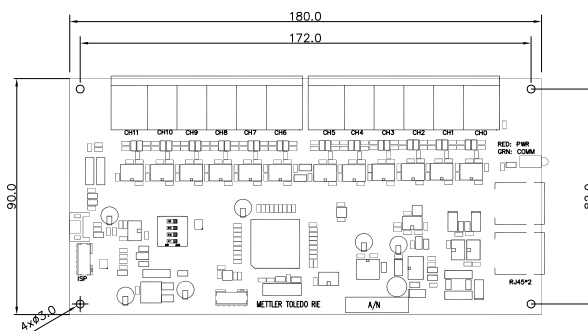 180.0
172.0
CH11 CH10 CH9 CH8 CH7 CH6 CH5 CH4 CH3 CH2 CH1 CH0
RED: PWR
GRN: COMM
90.0
ISP
RJ45*2
METTLER TOLEDO RIE
A/N
4xø3.0